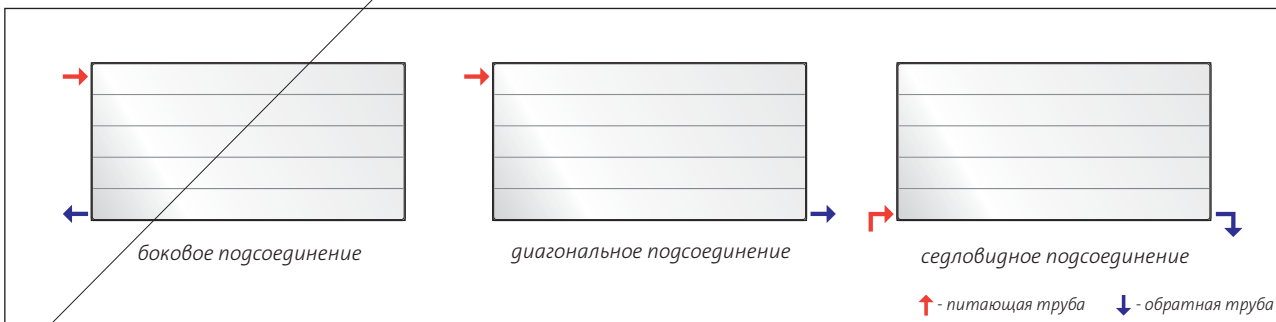 боковое подсоединение
диагональное подсоединение
седловидное подсоединение
- питающая труба
- обратная труба